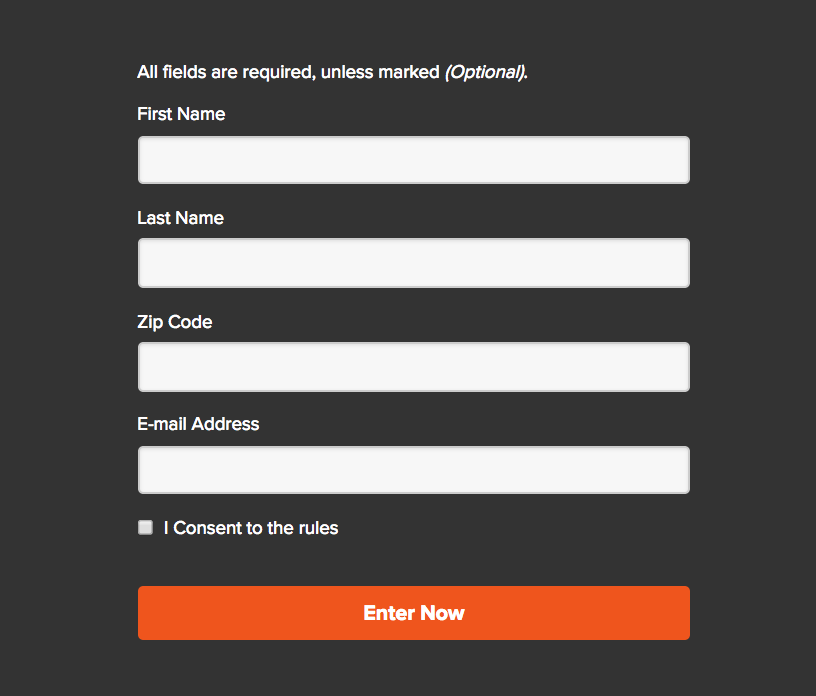 All fields are required, unless marked (Optional).
First Name
Last Name
Zip Code
E-mail Address
I Consent to the rules
Enter Now